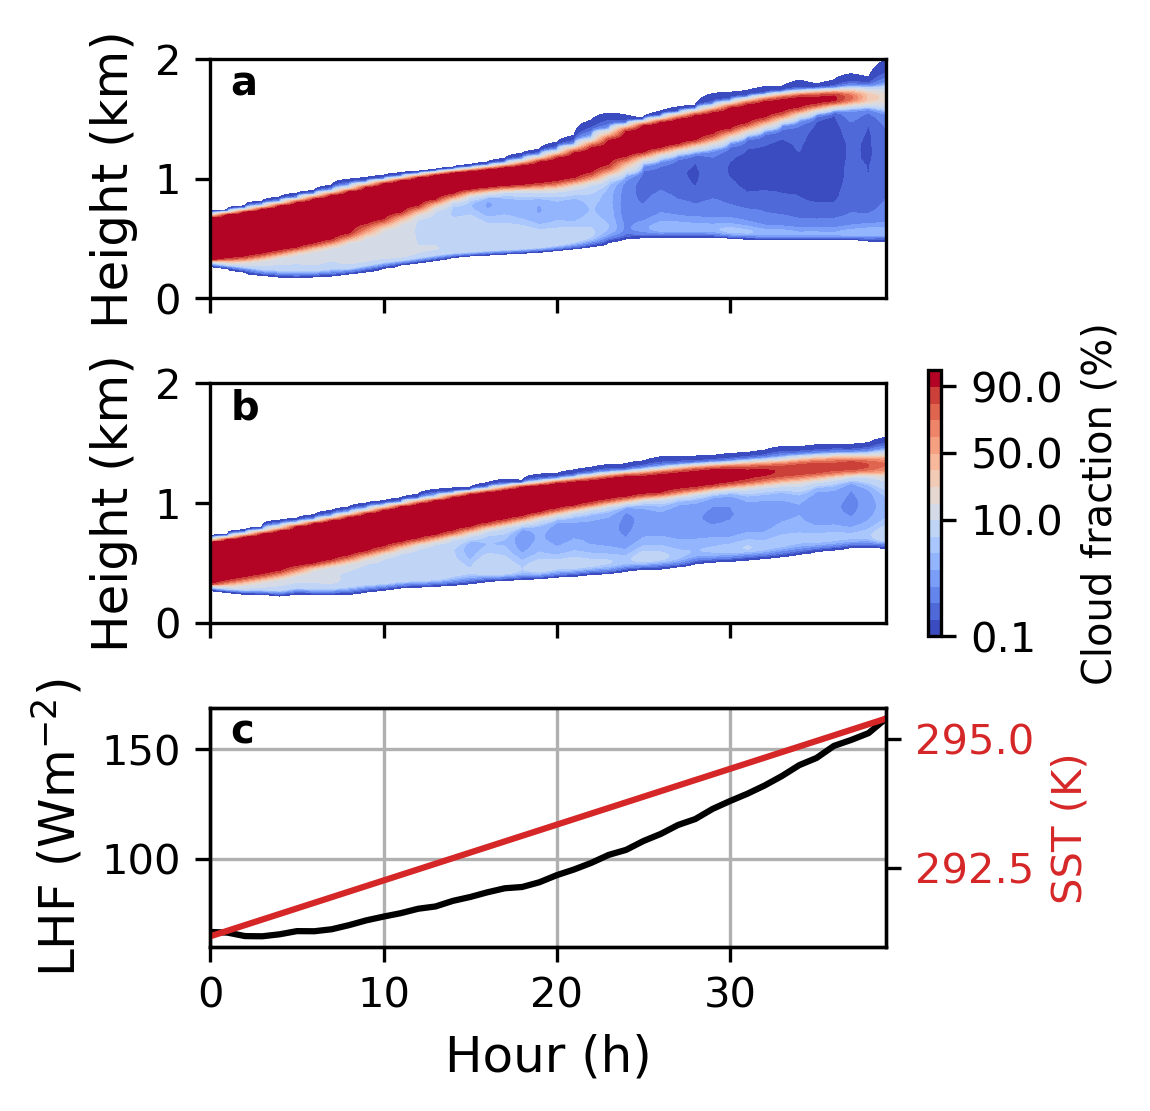 a
Height (km)
2
1
0
b
Height (km)
2
1
0
90.0
50.0
10.0
0.1
Cloud fraction (%)
c
LHF (Wm⁻²)
150
100
295.0
292.5
SST (K)
0 10 20 30
Hour (h)